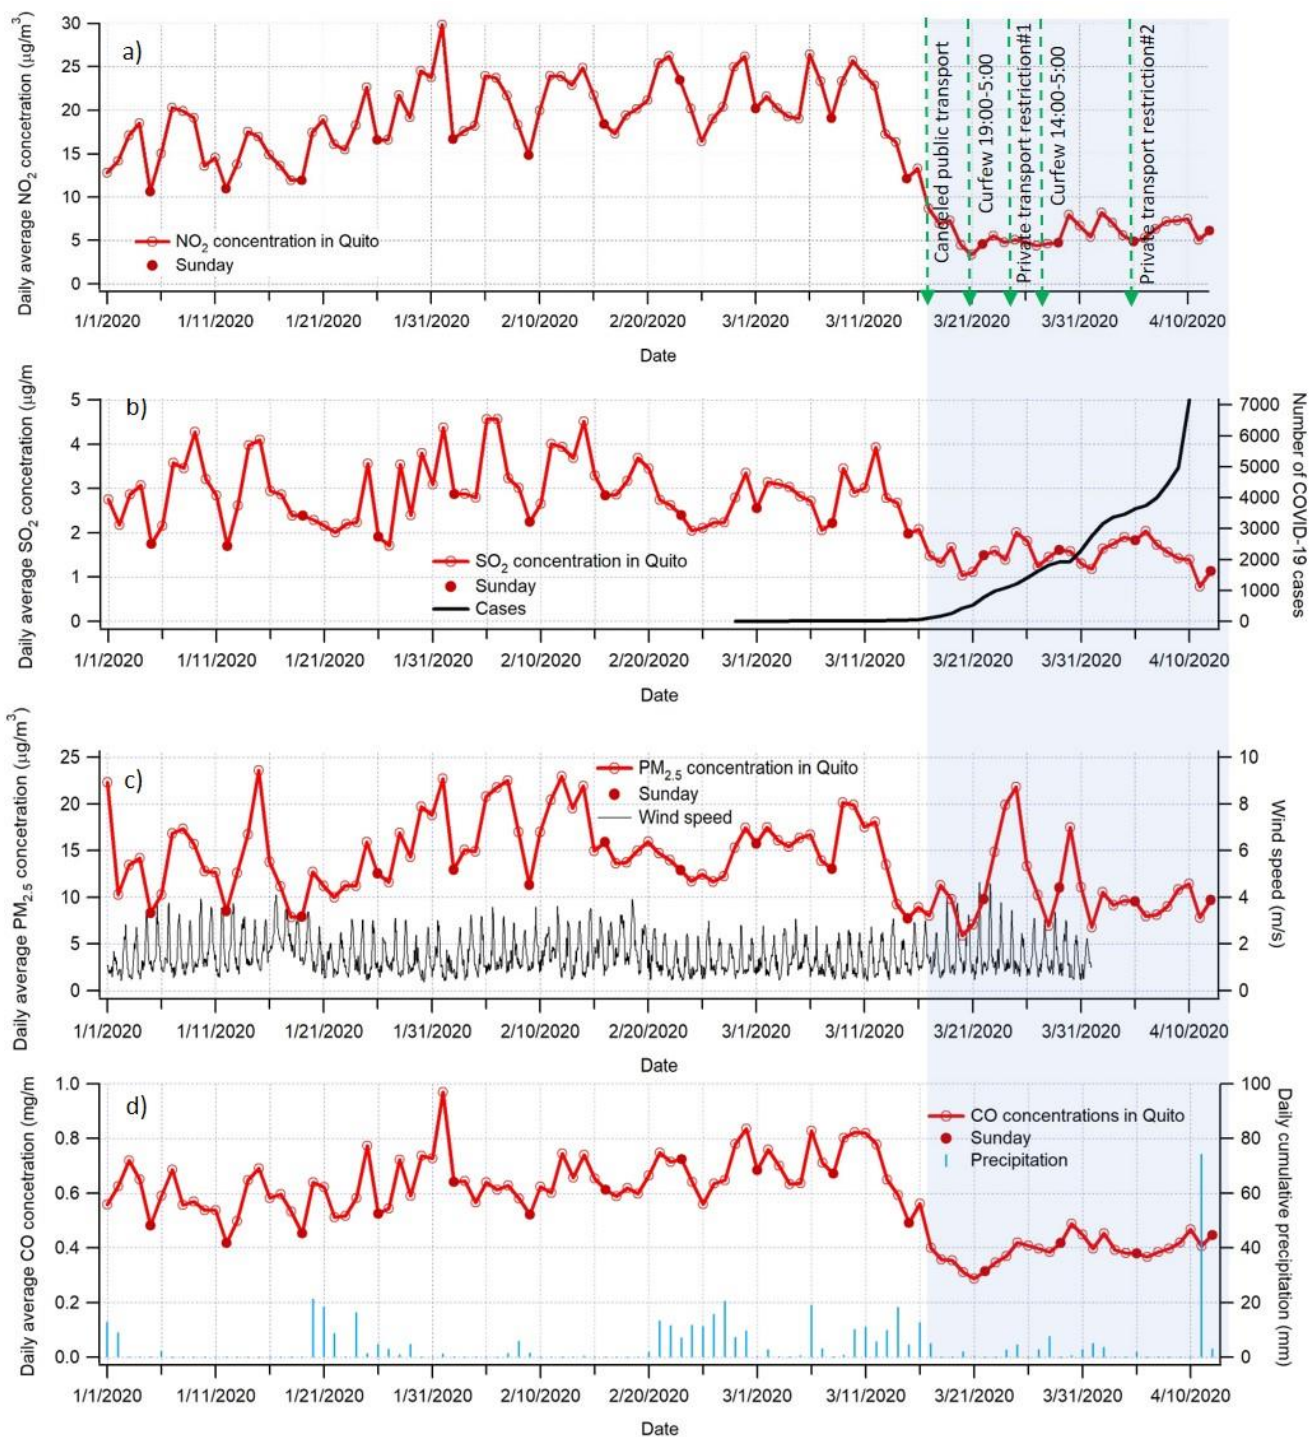 a)
Daily average NO2 concetration (µg/m3)
30
25
20
15
10
5
0
NO2 concentration in Quito
Sunday
Canceled public transport
Curfew 19:00-5:00
Private transport restriction#1
Curfew 14:00-5:00
Private transport restriction#2
1/1/2020 1/11/2020 1/21/2020 1/31/2020 2/10/2020 2/20/2020 3/1/2020 3/11/2020 3/21/2020 3/31/2020 4/10/2020
Date
b)
Daily average SO2 concetration (µg/m
5
4
3
2
1
0
SO2 concentration in Quito
Sunday
Cases
7000
6000
5000
4000
3000
2000
1000
0
Number of COVID-19 cases
1/1/2020 1/11/2020 1/21/2020 1/31/2020 2/10/2020 2/20/2020 3/1/2020 3/11/2020 3/21/2020 3/31/2020 4/10/2020
Date
c)
Daily average PM2.5 concetration (µg/m3)
25
20
15
10
5
0
PM2.5 concentration in Quito
Sunday
Wind speed
10
8
6
4
2
0
Wind speed (m/s)
1/1/2020 1/11/2020 1/21/2020 1/31/2020 2/10/2020 2/20/2020 3/1/2020 3/11/2020 3/21/2020 3/31/2020 4/10/2020
Date
d)
Daily average CO concetration (mg/m
1.0
0.8
0.6
0.4
0.2
0.0
CO concentrations in Quito
Sunday
Precipitation
100
80
60
40
20
0
Daily cumulative precipitation (mm)
1/1/2020 1/11/2020 1/21/2020 1/31/2020 2/10/2020 2/20/2020 3/1/2020 3/11/2020 3/21/2020 3/31/2020 4/10/2020
Date